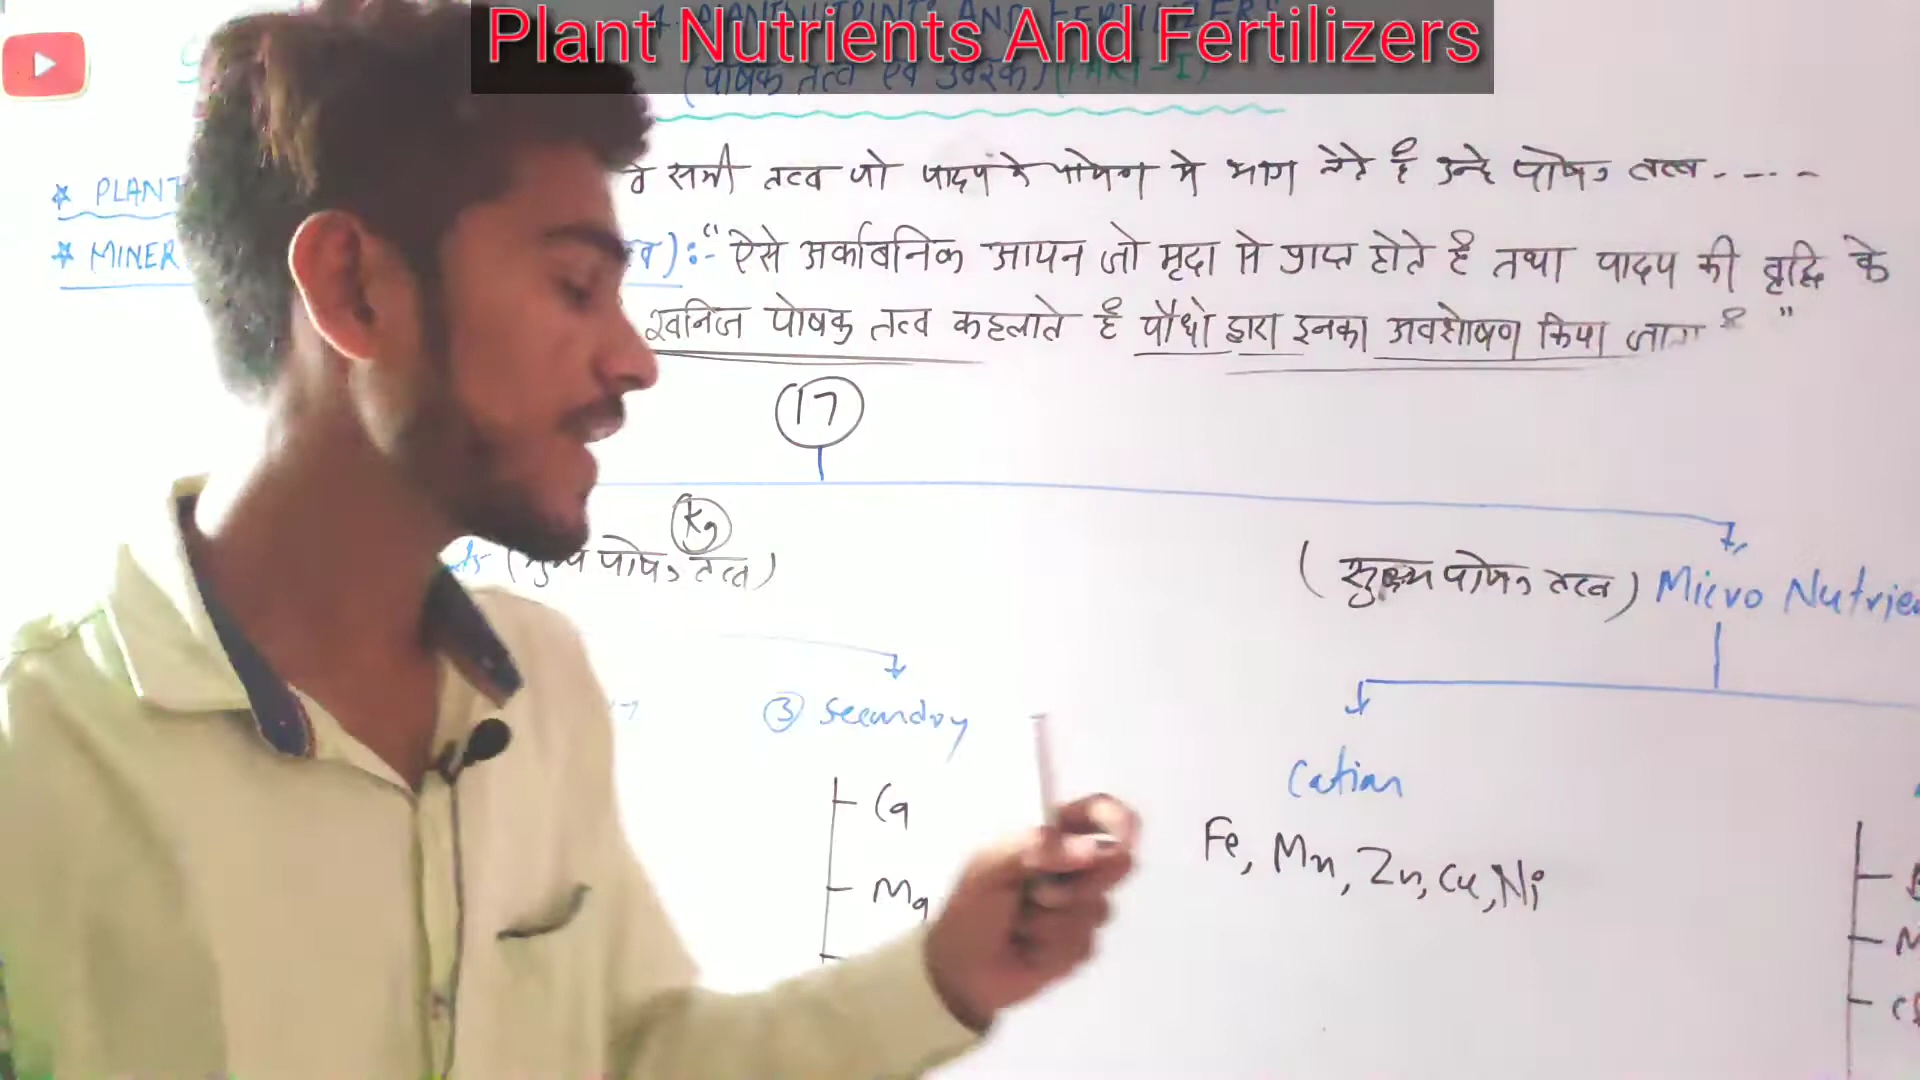 Plant Nutrients And Fertilizers
PLANT
वे सभी तत्व जो पादप के पोषण मे भाग लेते है उन्हे पोषक तत्व - - - -
MINER
ऐसे अकार्बनिक आयन जो मृदा से प्राप्त होते है तथा पादप की वृद्धि के
खनिज पोषक तत्व कहलाते है पौधो द्वारा इनका अवशोषण किया जाता है "
17
Kg
(मुख्य पोषक तत्व)
(सुक्ष्म पोषक तत्व) Micro Nutrie
③ Secondry
Cation
Ca
Fe, Mn, Zn, Cu, Ni
Mg